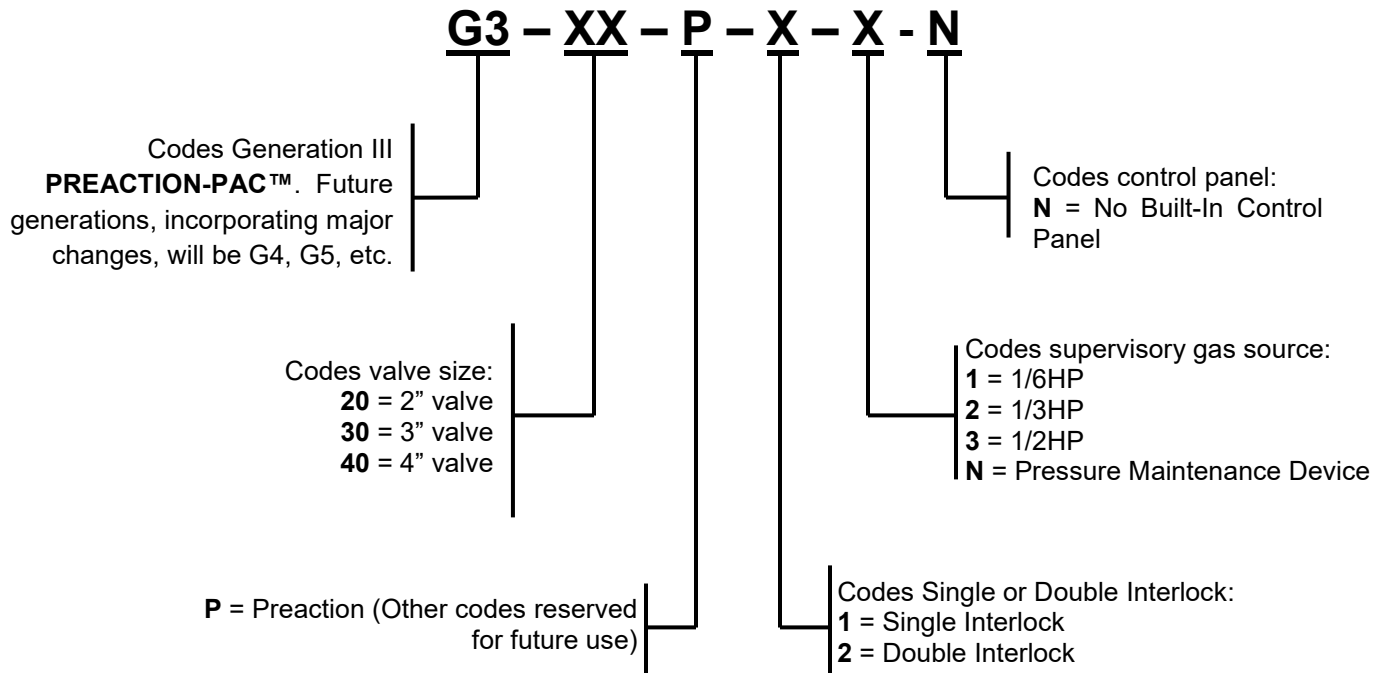 G3 – XX – P – X – X - N
Codes Generation III
PREACTION-PAC™. Future
generations, incorporating major
changes, will be G4, G5, etc.
Codes control panel:
N = No Built-In Control
Panel
Codes valve size:
20 = 2” valve
30 = 3” valve
40 = 4” valve
Codes supervisory gas source:
1 = 1/6HP
2 = 1/3HP
3 = 1/2HP
N = Pressure Maintenance Device
P = Preaction (Other codes reserved
for future use)
Codes Single or Double Interlock:
1 = Single Interlock
2 = Double Interlock